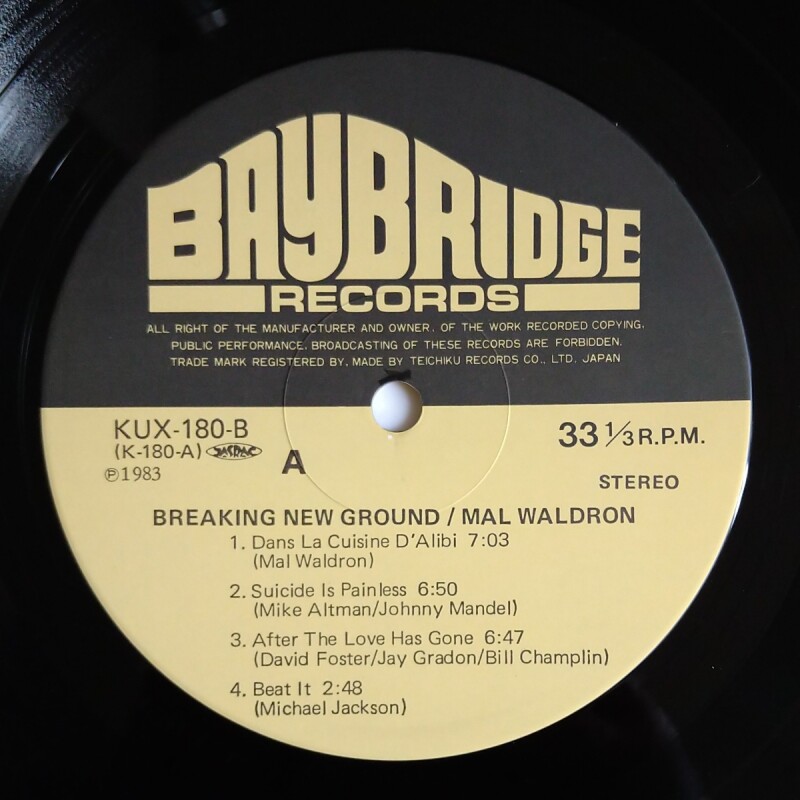 BAYBRIDGE
RECORDS
ALL RIGHT OF THE MANUFACTURER AND OWNER. OF THE WORK RECORDED COPYING.
PUBLIC PERFORMANCE. BROADCASTING OF THESE RECORDS ARE FORBIDDEN.
TRADE MARK REGISTERED BY. MADE BY TEICHIKU RECORDS CO., LTD. JAPAN
KUX-180-B
(K-180-A) JASRAC
℗1983
A
33 1/3 R.P.M.
STEREO
BREAKING NEW GROUND / MAL WALDRON
1. Dans La Cuisine D'Alibi 7:03
(Mal Waldron)
2. Suicide Is Painless 6:50
(Mike Altman/Johnny Mandel)
3. After The Love Has Gone 6:47
(David Foster/Jay Gradon/Bill Champlin)
4. Beat It 2:48
(Michael Jackson)